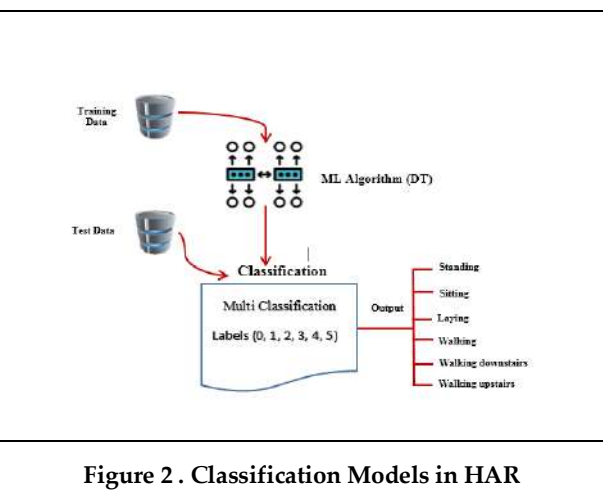 Training
Data
ML Algorithm (DT)
Test Data
Classification
Multi Classification
Labels (0, 1, 2, 3, 4, 5)
Output
Standing
Sitting
Laying
Walking
Walking downstairs
Walking upstairs
Figure 2 . Classification Models in HAR